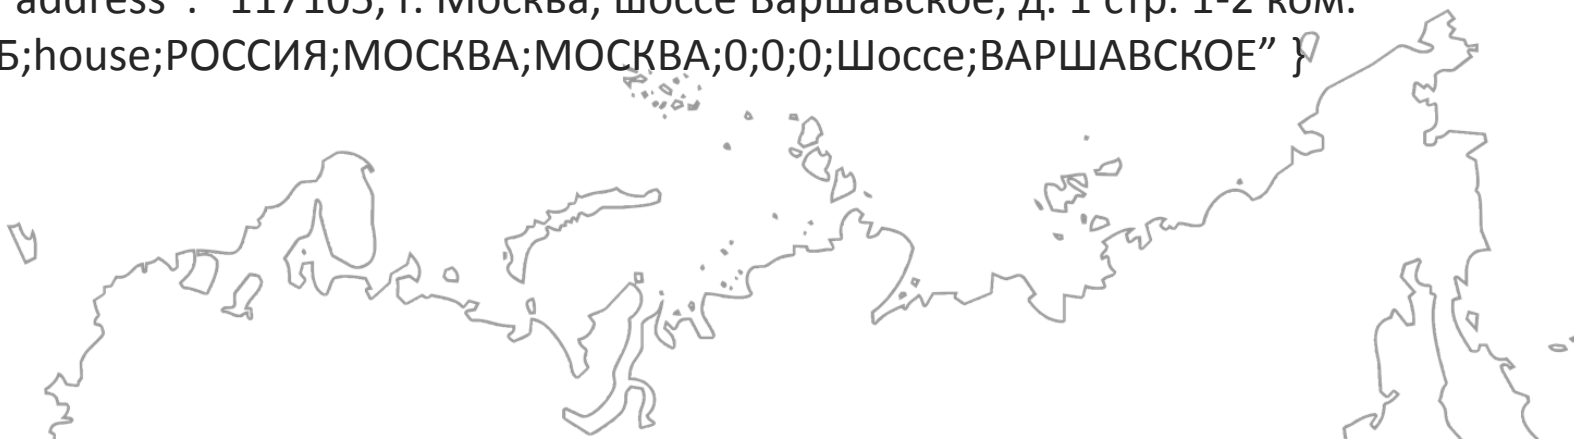 address”: “117105, г. Москва, шоссе Варшавское, д. 1 стр. 1-2 ком.
Б;house;РОССИЯ;МОСКВА;МОСКВА;0;0;0;Шоссе;ВАРШАВСКОЕ” }